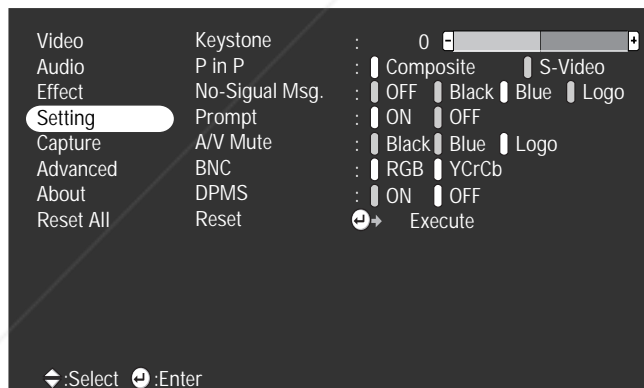 Video Keystone : 0 - +
Audio P in P : Composite S-Video
Effect No-Sigual Msg. : OFF Black Blue Logo
Setting Prompt : ON OFF
Capture A/V Mute : Black Blue Logo
Advanced BNC : RGB YCrCb
About DPMS : ON OFF
Reset All Reset Execute
:Select :Enter